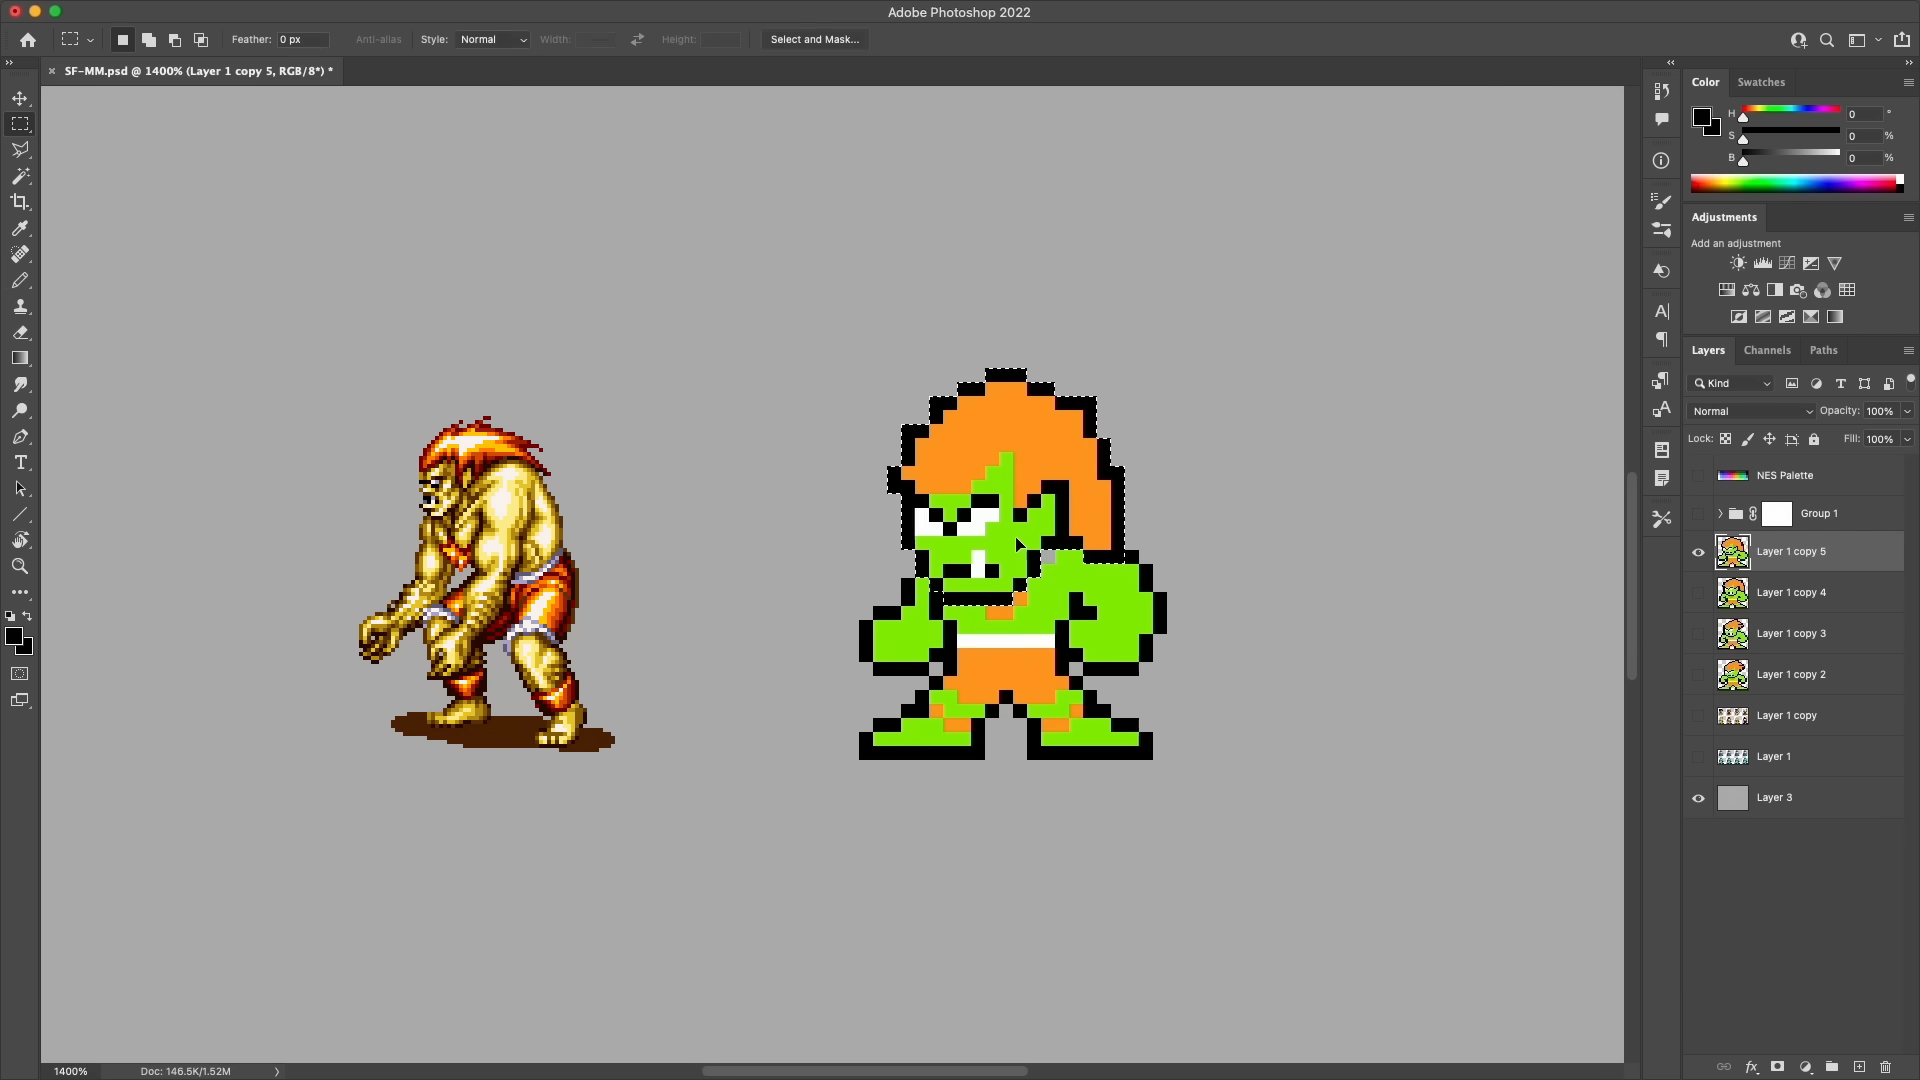 Adobe Photoshop 2022
Feather: 0 px Anti-alias Style: Normal Width: Height: Select and Mask...
SF-MM.psd @ 1400% (Layer 1 copy 5, RGB/8*) *
Color Swatches
H 0 °
S 0 %
B 0 %
Adjustments
Add an adjustment
Layers Channels Paths
Kind
Normal Opacity: 100%
Lock: Fill: 100%
NES Palette
Group 1
Layer 1 copy 5
Layer 1 copy 4
Layer 1 copy 3
Layer 1 copy 2
Layer 1 copy
Layer 1
Layer 3
1400% Doc: 146.5K/1.52M